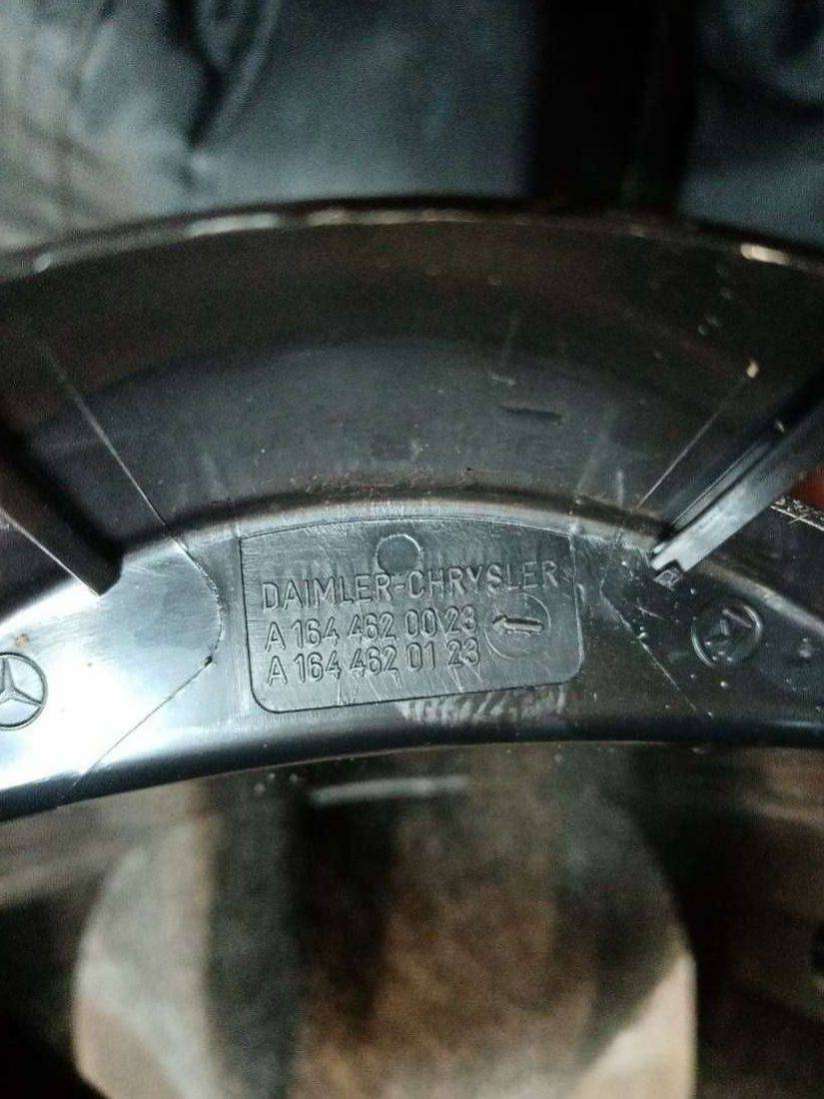 DAIMLER-CHRYSLER
A 164 462 00 23
A 164 462 01 23